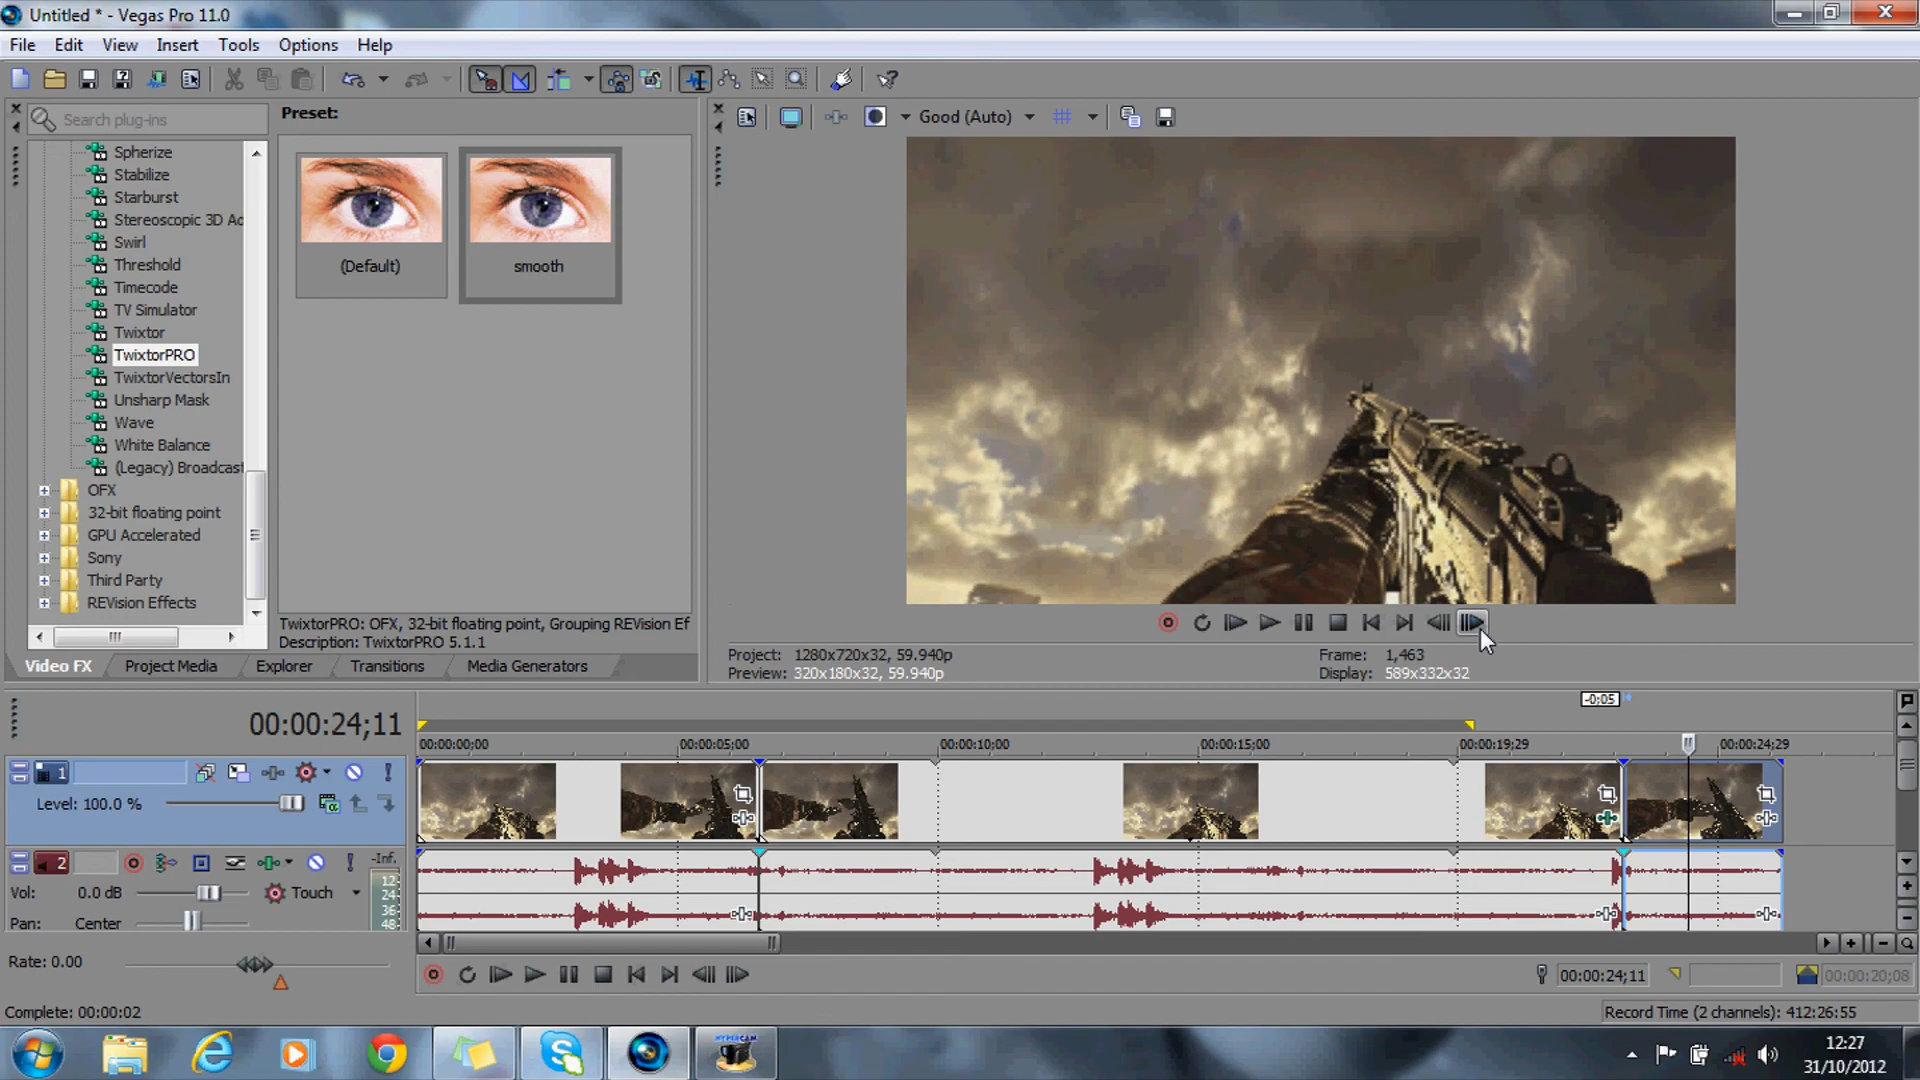 Untitled * - Vegas Pro 11.0
File Edit View Insert Tools Options Help
Search plug-ins
Preset:
Good (Auto)
Spherize
Stabilize
Starburst
Stereoscopic 3D Ac
Swirl
Threshold
Timecode
TV Simulator
Twixtor
TwixtorPRO
TwixtorVectorsIn
Unsharp Mask
Wave
White Balance
(Legacy) Broadcast
OFX
32-bit floating point
GPU Accelerated
Sony
Third Party
REVision Effects
(Default)
smooth
TwixtorPRO: OFX, 32-bit floating point, Grouping REVision Ef
Description: TwixtorPRO 5.1.1
Video FX Project Media Explorer Transitions Media Generators
Project: 1280x720x32, 59.940p
Preview: 320x180x32, 59.940p
Frame: 1,463
Display: 589x332x32
-0;05
00:00:24;11
00:00:00;00 00:00:05;00 00:00:10;00 00:00:15;00 00:00:19;29 00:00:24;29
1
Level: 100.0 %
2
-Inf.
Vol: 0.0 dB Touch
Pan: Center
12
24
36
48
Rate: 0.00
00:00:24;11
00:00:20;08
Complete: 00:00:02
Record Time (2 channels): 412:26:55
HYPERCAM
12:27
31/10/2012